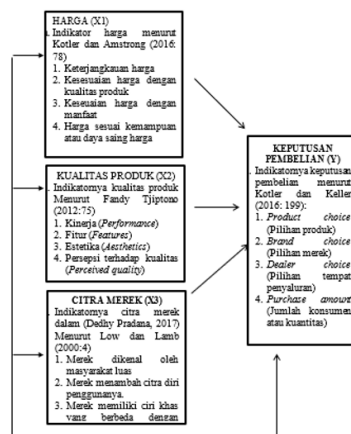 HARGA (X1)
Indikator harga menurut
Kotler dan Amstrong (2016:
78)
1. Keterjangkauan harga
2. Kesesuaian harga dengan
kualitas produk
3. Keseuaian harga dengan
manfaat
4. Harga sesuai kemampuan
atau daya saing harga
KUALITAS PRODUK (X2)
Indikatornya kualitas produk
Menurut Fandy Tjiptono
(2012:75)
1. Kinerja (Performance)
2. Fitur (Features)
3. Estetika (Aesthetics)
4. Persepsi terhadap kualitas
(Perceived quality)
CITRA MEREK (X3)
Indikatornya citra merek
dalam (Dedhy Pradana, 2017)
Menurut Low dan Lamb
(2000:4)
1. Merek dikenal oleh
masyarakat luas
2. Merek menambah citra diri
penggunanya.
3. Merek memiliki ciri khas
yang berbeda dengan
KEPUTUSAN
PEMBELIAN (Y)
Indikatornya keputusan
pembelian menurut
Kotler dan Keller
(2016: 199):
1. Product choice
(Pilihan produk)
2. Brand choice
(Pilihan merek)
3. Dealer choice
(Pilihan tempat
penyaluran)
4. Purchase amount
(Jumlah konsumen
atau kuantitas)